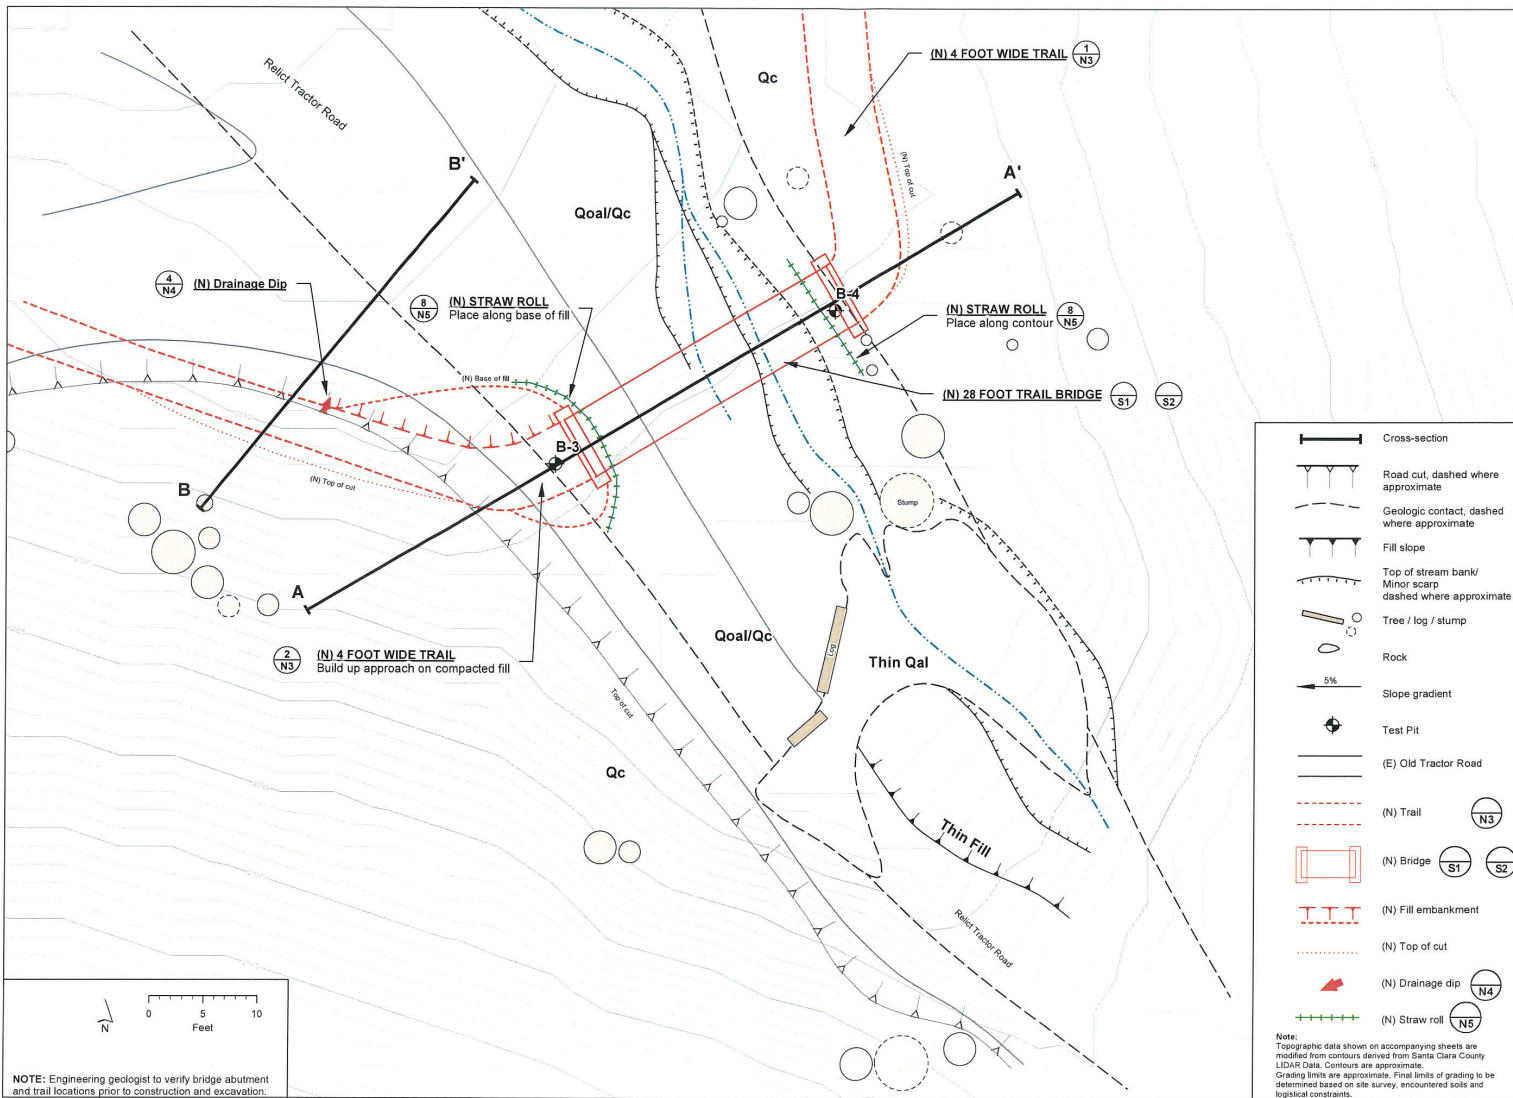 Relict Tractor Road
Qc
(N) 4 FOOT WIDE TRAIL
1
N3
B'
A'
(N) Top of cut
Qoal/Qc
4
N4
(N) Drainage Dip
8
N5
(N) STRAW ROLL
Place along base of fill
B-4
(N) STRAW ROLL
Place along contour
8
N5
(N) Base of fill
(N) 28 FOOT TRAIL BRIDGE
S1
S2
B-3
(N) Top of cut
B
Stump
A
2
N3
(N) 4 FOOT WIDE TRAIL
Build up approach on compacted fill
Qoal/Qc
Log
Thin Qal
Top of cut
Qc
Thin Fill
Relict Tractor Road
N
0
5
10
Feet
NOTE: Engineering geologist to verify bridge abutment
and trail locations prior to construction and excavation.
Cross-section
Road cut, dashed where
approximate
Geologic contact, dashed
where approximate
Fill slope
Top of stream bank/
Minor scarp
dashed where approximate
Tree / log / stump
Rock
5%
Slope gradient
Test Pit
(E) Old Tractor Road
(N) Trail
N3
(N) Bridge
S1
S2
(N) Fill embankment
(N) Top of cut
(N) Drainage dip
N4
(N) Straw roll
N5
Note:
Topographic data shown on accompanying sheets are
modified from contours derived from Santa Clara County
LIDAR Data. Contours are approximate.
Grading limits are approximate. Final limits of grading to be
determined based on site survey, encountered soils and
logistical constraints.